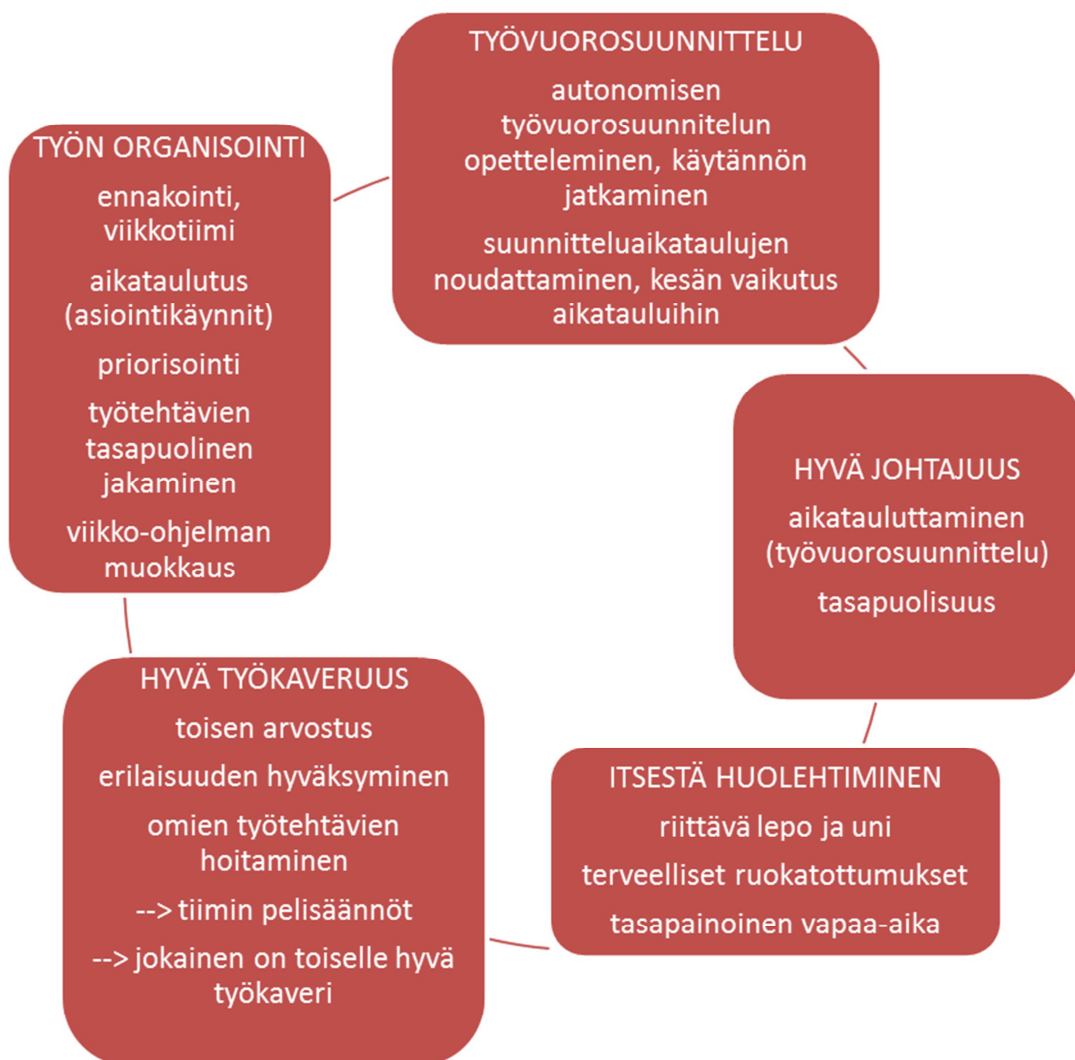 TYÖVUOROSUUNNITTELU
autonomisen
työvuorosuunnitelun
opetteleminen, käytännön
jatkaminen
suunnitteluaikataulujen
noudattaminen, kesän vaikutus
aikatauluihin
HYVÄ JOHTAJUUS
aikatauluttaminen
(työvuorosuunnittelu)
tasapuolisuus
ITSESTÄ HUOLEHTIMINEN
riittävä lepo ja uni
terveelliset ruokatottumukset
tasapainoinen vapaa-aika
HYVÄ TYÖKAVERUUS
toisen arvostus
erilaisuuden hyväksyminen
omien työtehtävien
hoitaminen
--> tiimin pelisäännöt
--> jokainen on toiselle hyvä
työkaveri
TYÖN ORGANISOINTI
ennakointi,
viikkotiimi
aikataulutus
(asiointikäynnit)
priorisointi
työtehtävien
tasapuolinen
jakaminen
viikko-ohjelman
muokkaus